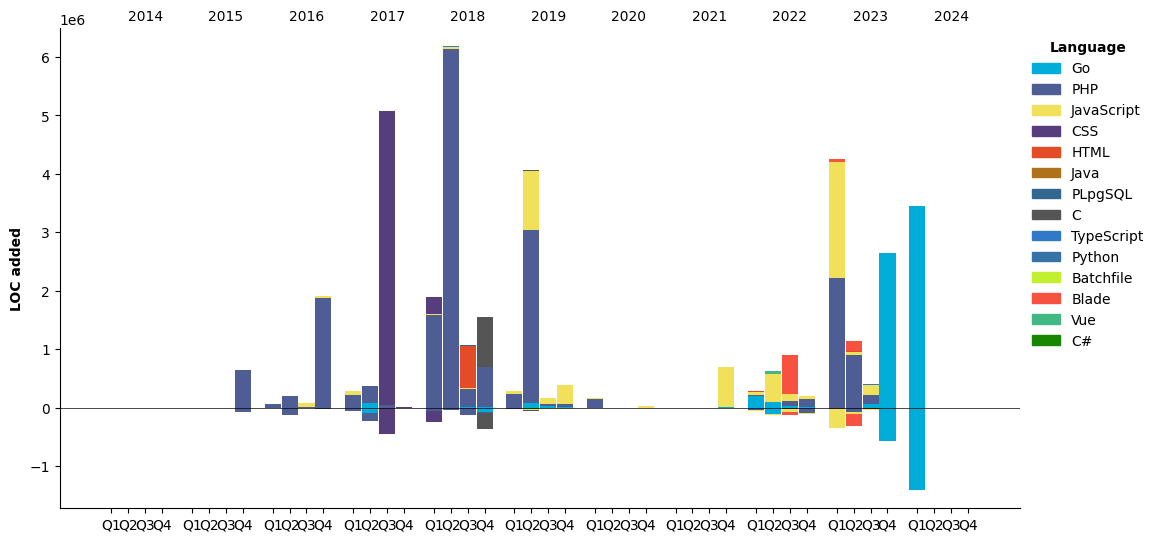 1e6
2014 2015 2016 2017 2018 2019 2020 2021 2022 2023 2024
LOC added
6
5
4
3
2
1
0
−1
Q1Q2Q3Q4 Q1Q2Q3Q4 Q1Q2Q3Q4 Q1Q2Q3Q4 Q1Q2Q3Q4 Q1Q2Q3Q4 Q1Q2Q3Q4 Q1Q2Q3Q4 Q1Q2Q3Q4 Q1Q2Q3Q4 Q1Q2Q3Q4
Language
Go
PHP
JavaScript
CSS
HTML
Java
PLpgSQL
C
TypeScript
Python
Batchfile
Blade
Vue
C#